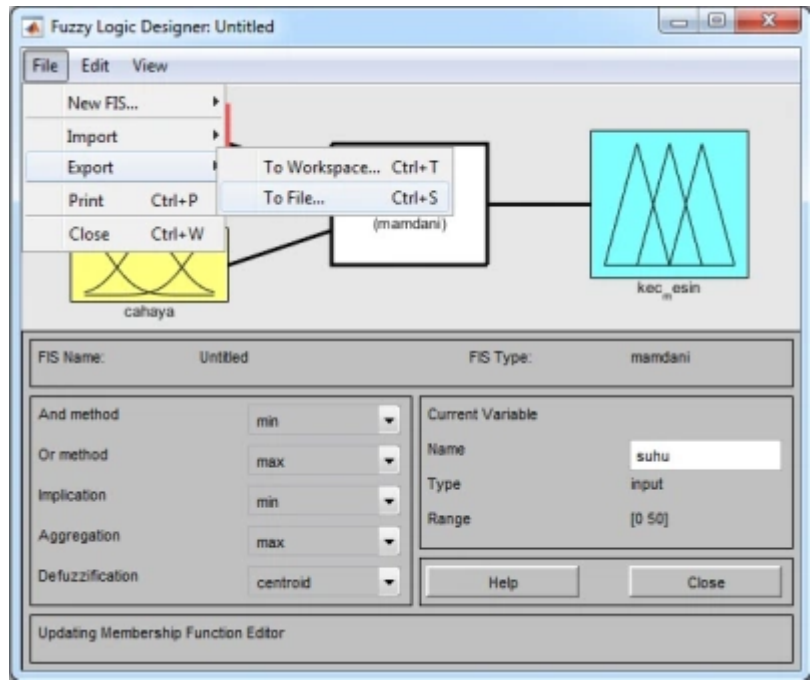 Fuzzy Logic Designer: Untitled
File Edit View
New FIS...
Import
Export
Print Ctrl+P
Close Ctrl+W
To Workspace... Ctrl+T
To File... Ctrl+S
(mamdani)
cahaya
kec_mesin
FIS Name: Untitled FIS Type: mamdani
And method min
Or method max
Implication min
Aggregation max
Defuzzification centroid
Current Variable
Name suhu
Type input
Range [0 50]
Help Close
Updating Membership Function Editor